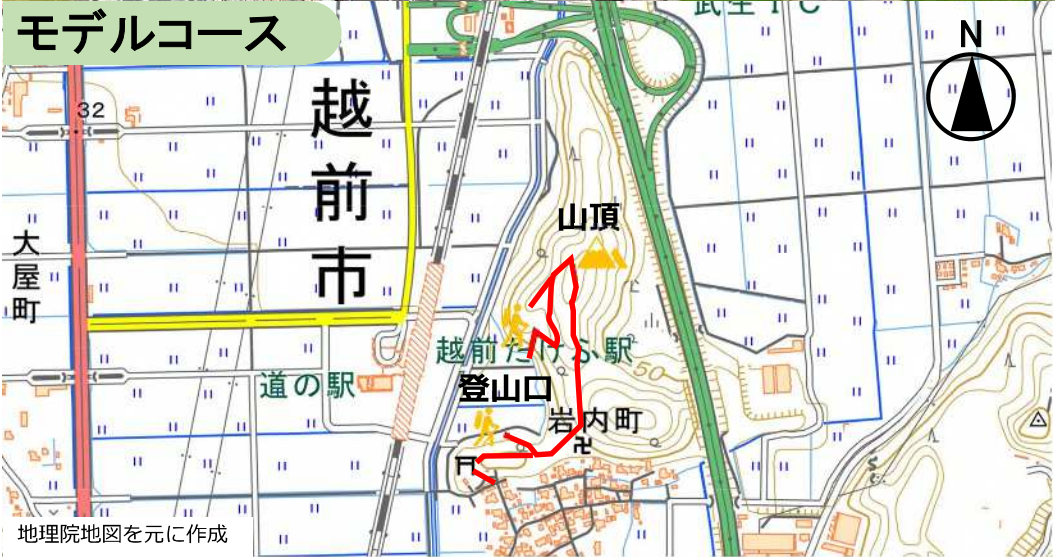 モデルコース
武生IC
N
32
越前市
山頂
大屋町
越前たけふ駅
道の駅
登山口
50
岩内町
地理院地図を元に作成